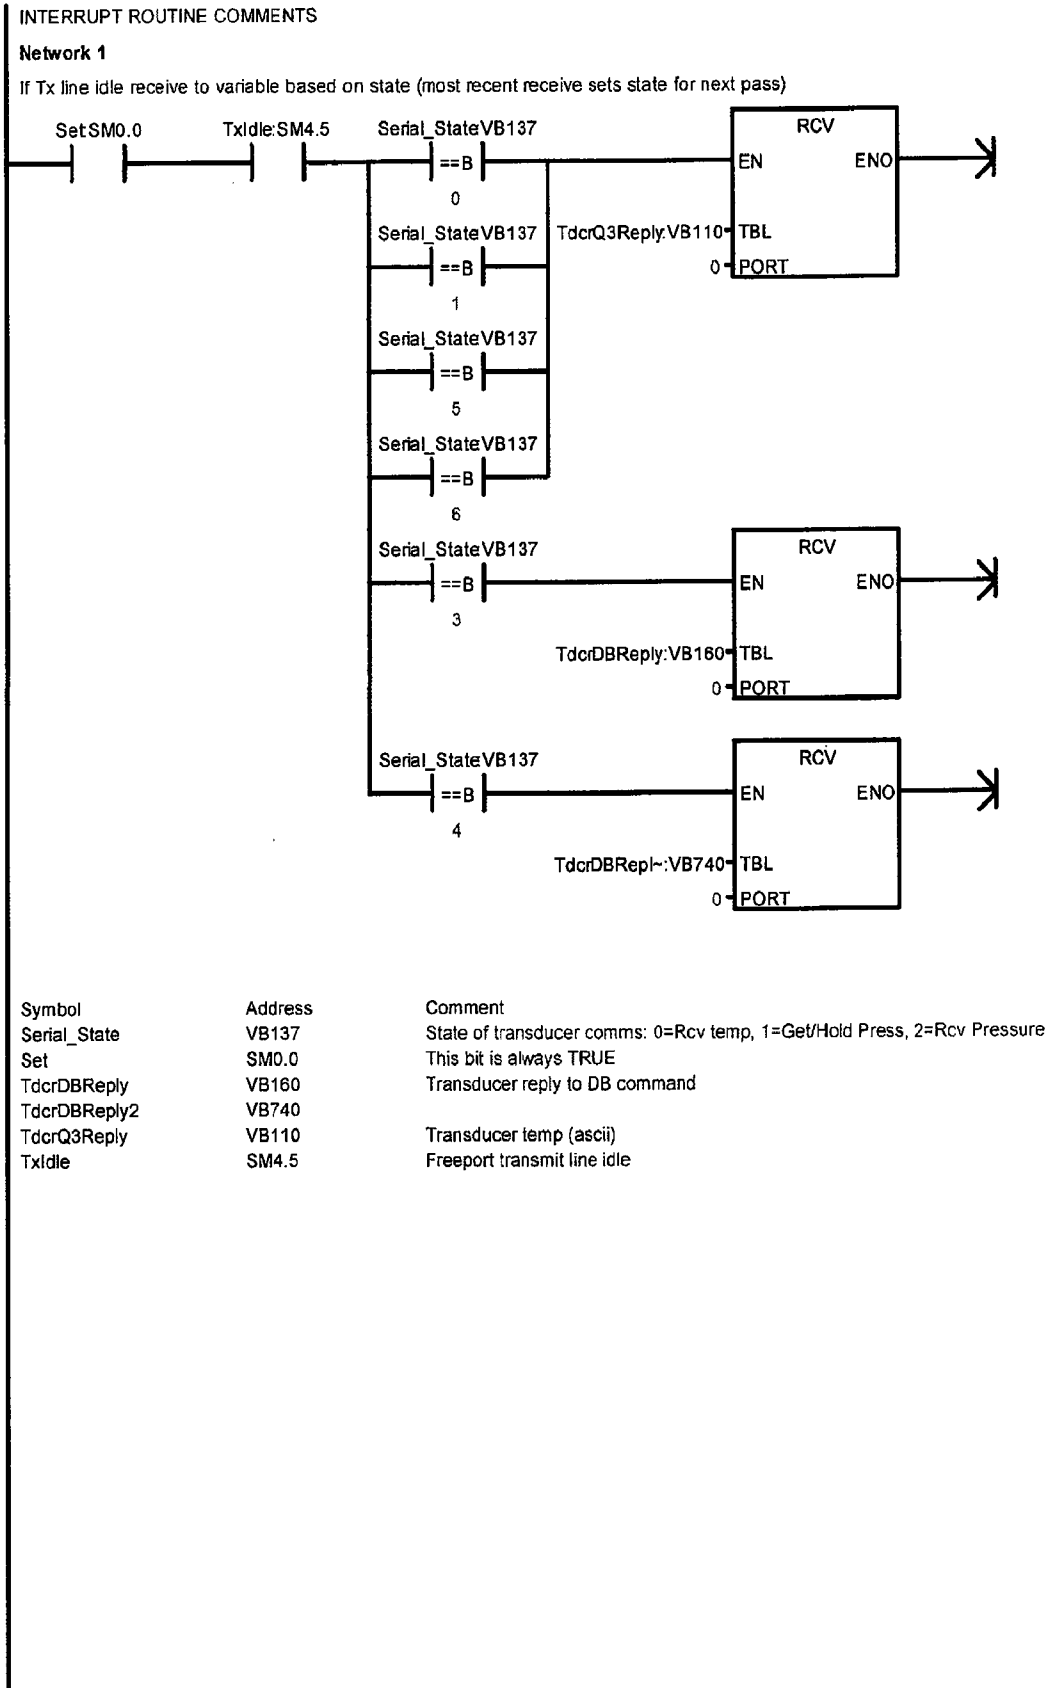 INTERRUPT ROUTINE COMMENTS
Network 1
If Tx line idle receive to variable based on state (most recent receive sets state for next pass)
Set:SM0.0 TxIdle:SM4.5 Serial_State:VB137 RCV
==B EN ENO
0
Serial_State:VB137 TdcrQ3Reply:VB110 TBL
==B 0 PORT
1
Serial_State:VB137
==B
5
Serial_State:VB137
==B
6
Serial_State:VB137 RCV
==B EN ENO
3
TdcrDBReply:VB160 TBL
0 PORT
Serial_State:VB137 RCV
==B EN ENO
4
TdcrDBRepl~:VB740 TBL
0 PORT
Symbol Address Comment
Serial_State VB137 State of transducer comms: 0=Rcv temp, 1=Get/Hold Press, 2=Rcv Pressure
Set SM0.0 This bit is always TRUE
TdcrDBReply VB160 Transducer reply to DB command
TdcrDBReply2 VB740
TdcrQ3Reply VB110 Transducer temp (ascii)
TxIdle SM4.5 Freeport transmit line idle